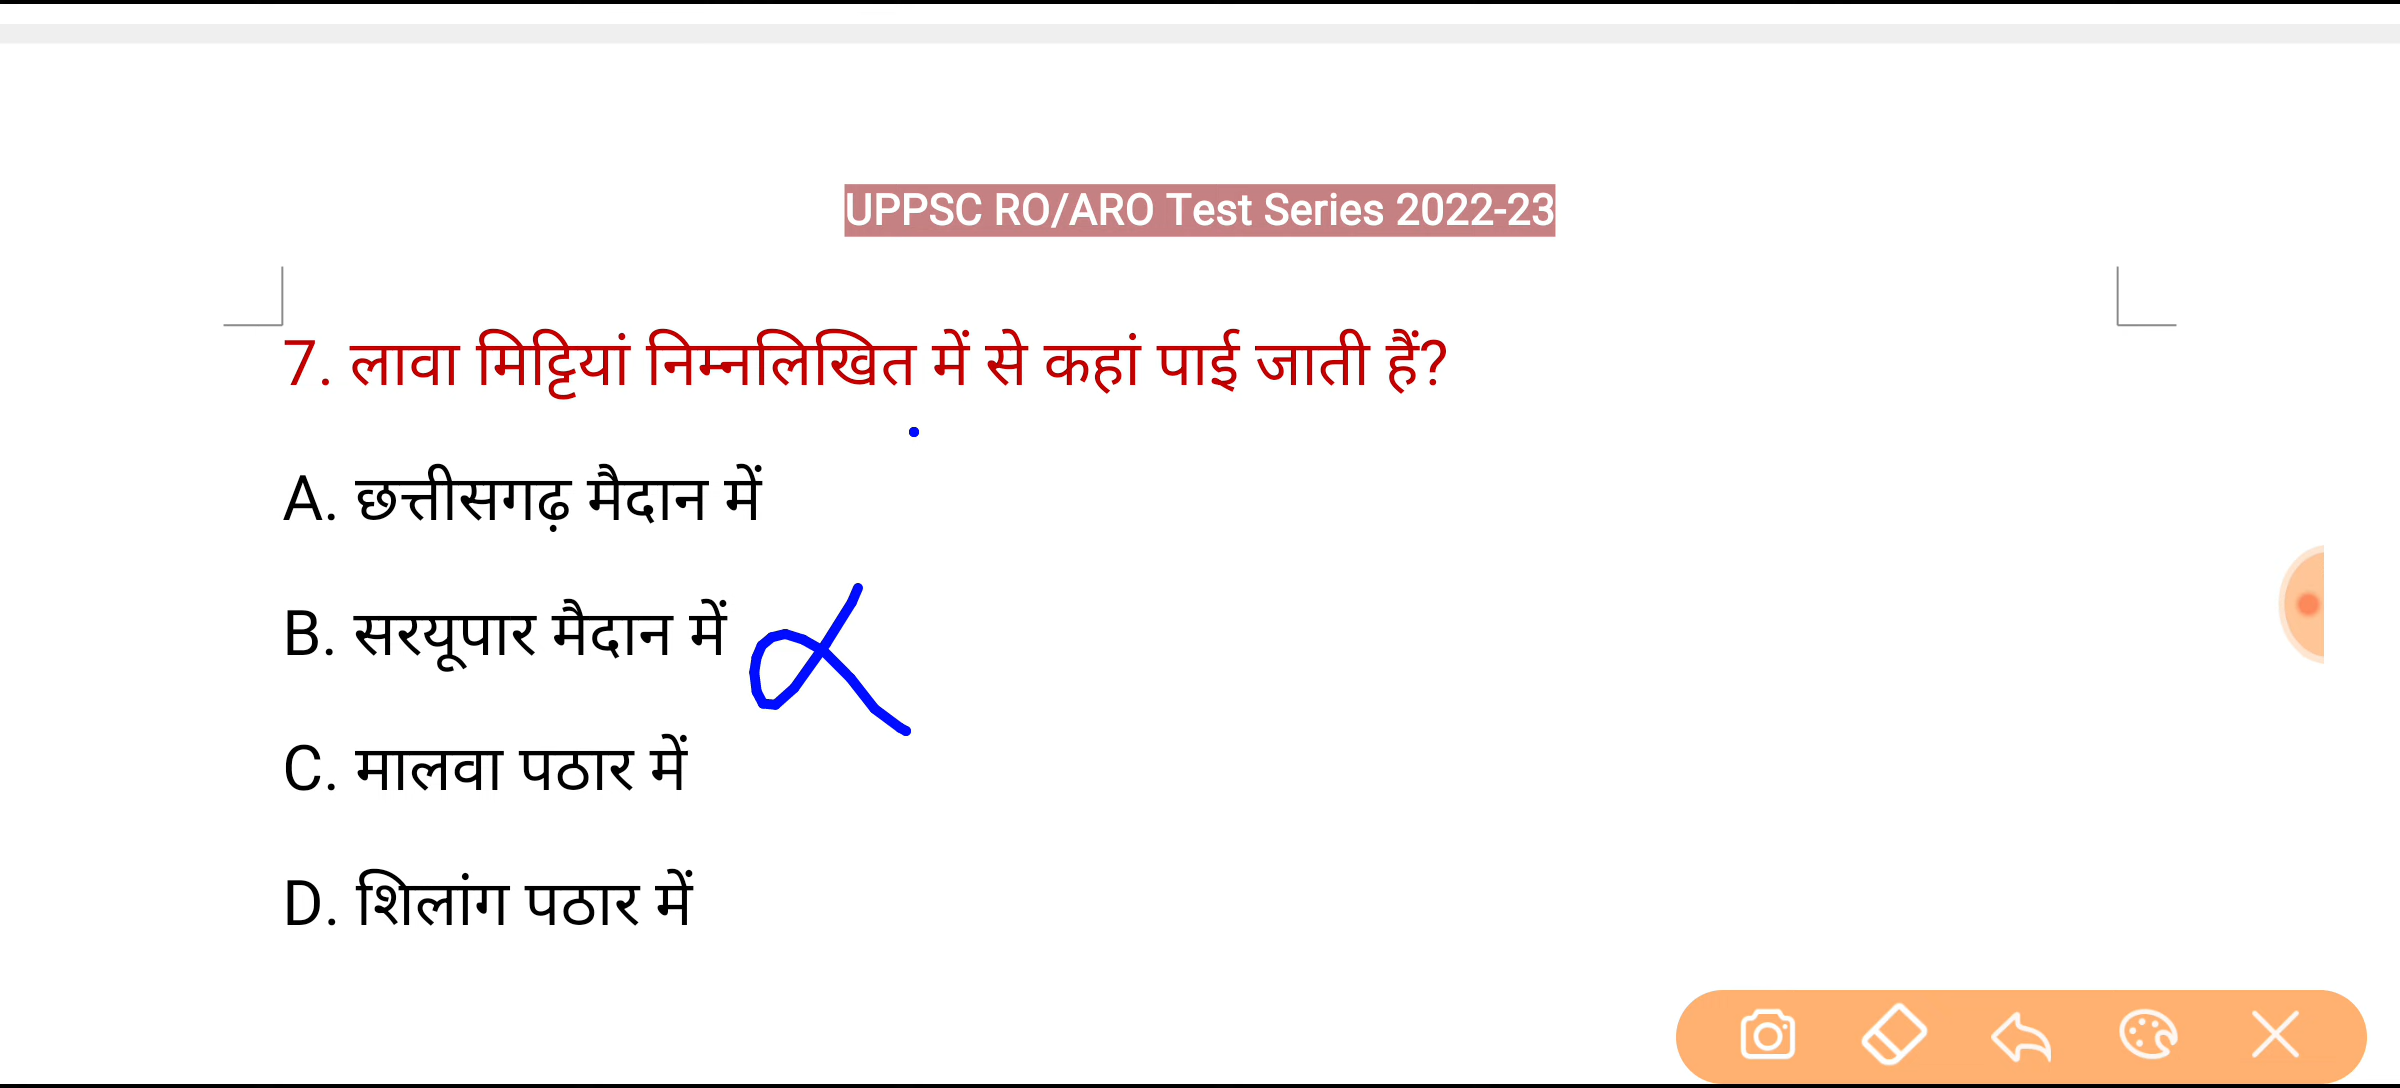 UPPSC RO/ARO Test Series 2022-23
7. लावा मिट्टियां निम्नलिखित में से कहां पाई जाती हैं?
A. छत्तीसगढ़ मैदान में
B. सरयूपार मैदान में
C. मालवा पठार में
D. शिलांग पठार में